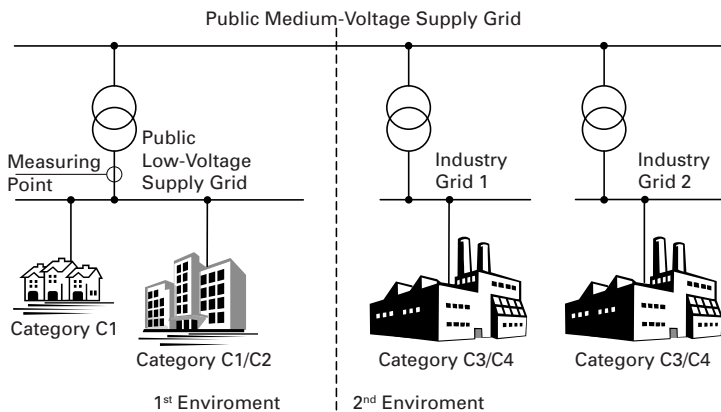 Public Medium-Voltage Supply Grid
Public
Low-Voltage
Supply Grid
Measuring
Point
Industry
Grid 1
Industry
Grid 2
Category C1
Category C1/C2
Category C3/C4
Category C3/C4
1st Enviroment
2nd Enviroment